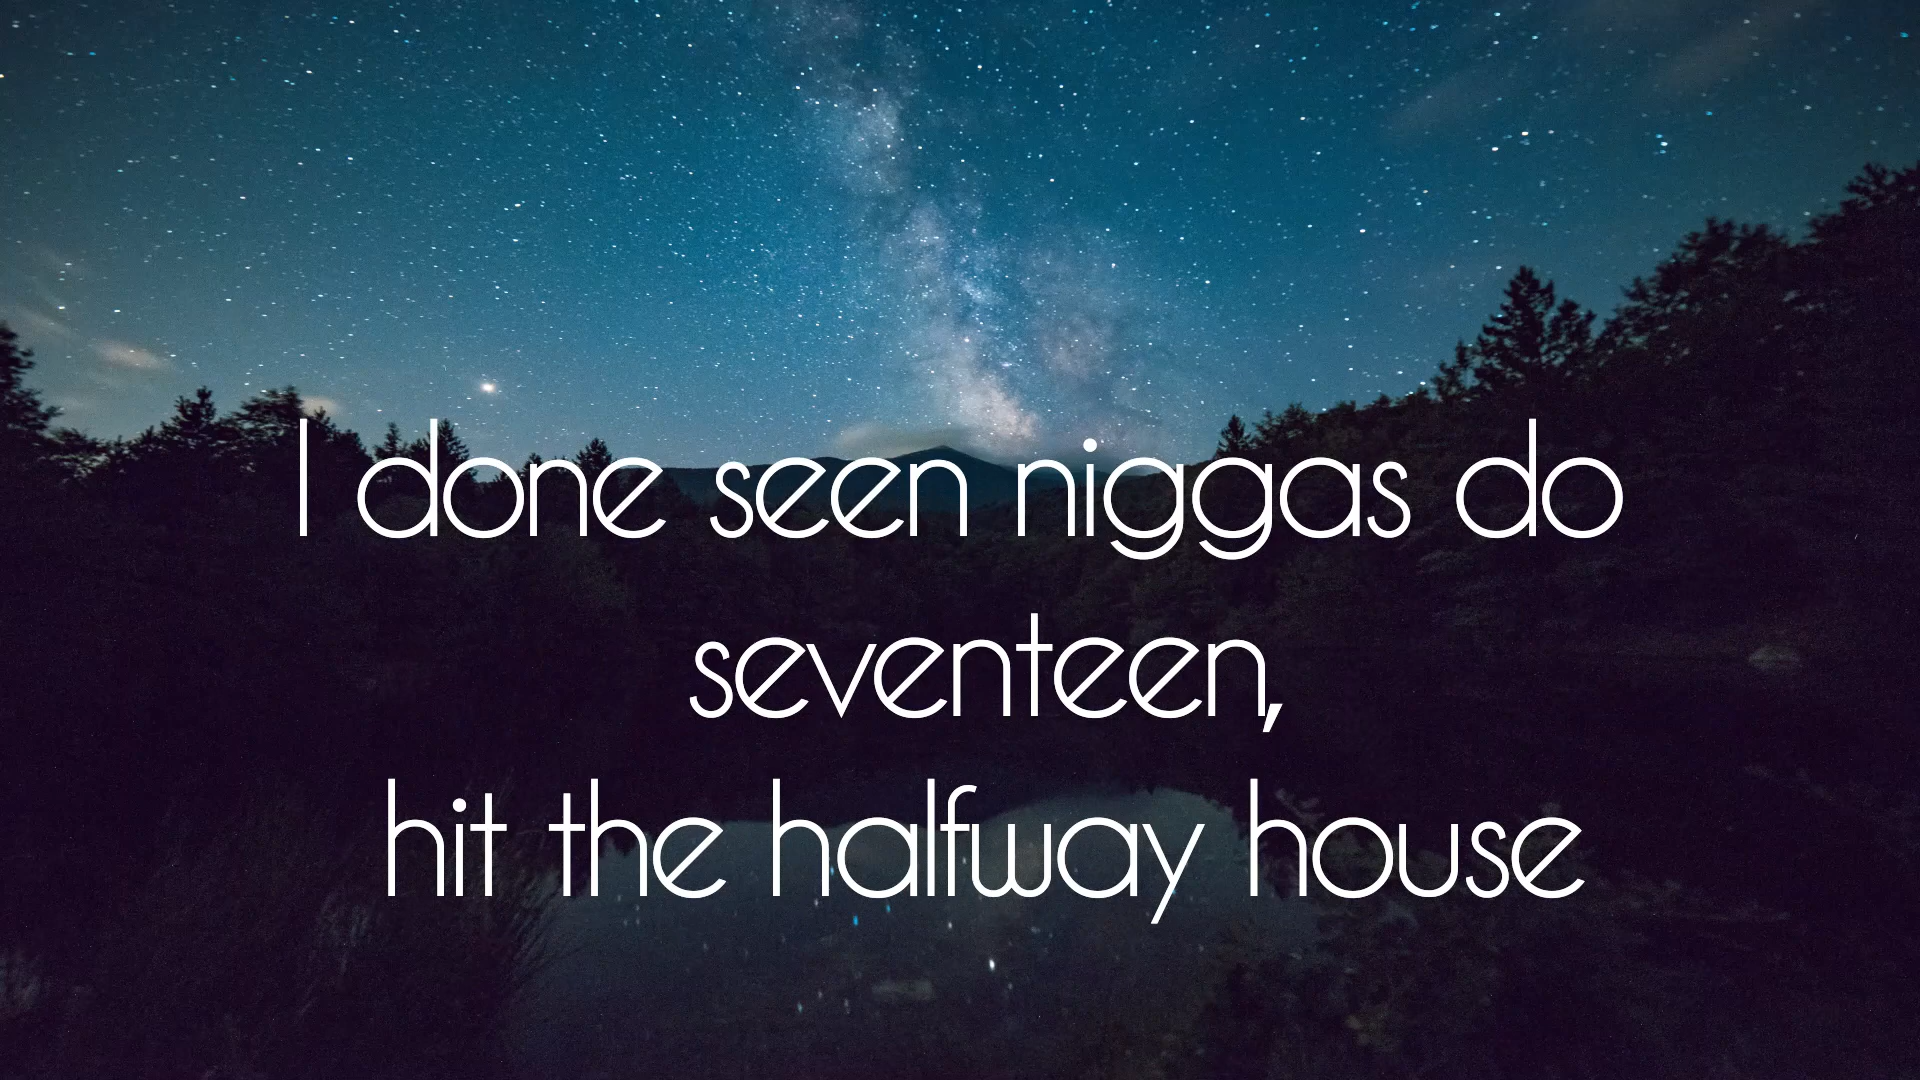 I done seen niggas do
seventeen,
hit the halfway house